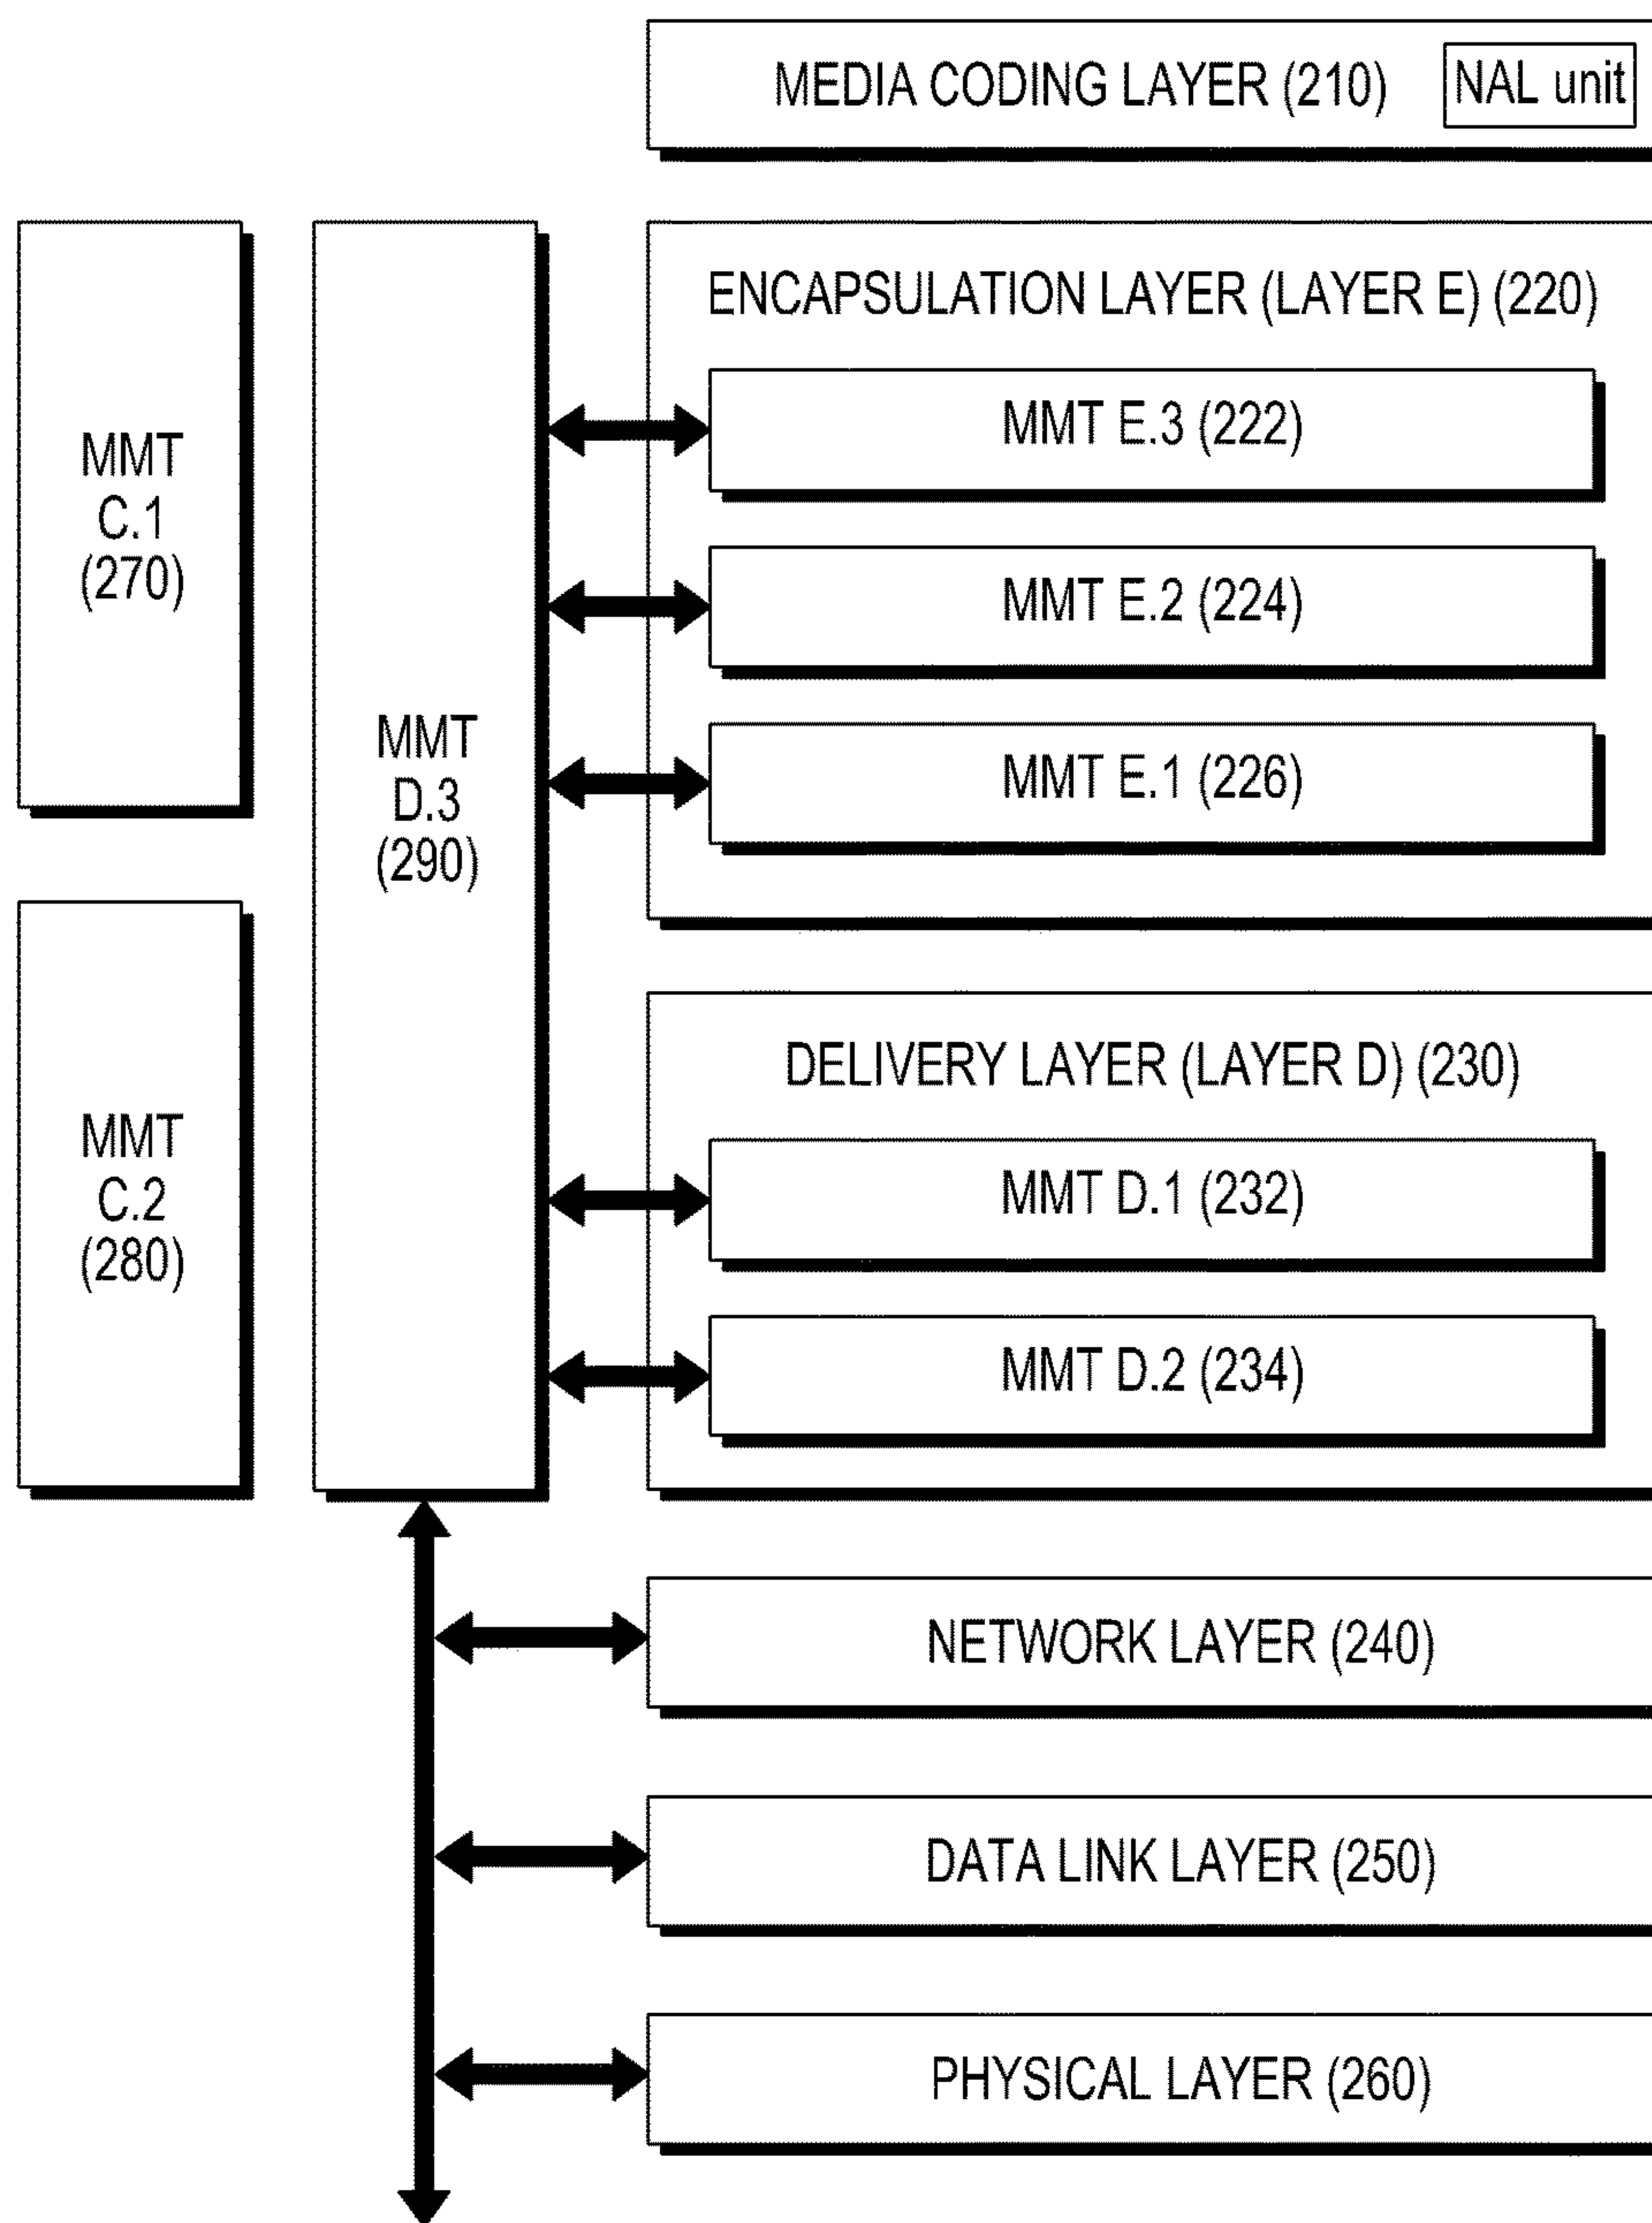 MEDIA CODING LAYER (210)
NAL unit
MMT
C.1
(270)
MMT
D.3
(290)
ENCAPSULATION LAYER (LAYER E) (220)
MMT E.3 (222)
MMT E.2 (224)
MMT E.1 (226)
MMT
C.2
(280)
DELIVERY LAYER (LAYER D) (230)
MMT D.1 (232)
MMT D.2 (234)
NETWORK LAYER (240)
DATA LINK LAYER (250)
PHYSICAL LAYER (260)